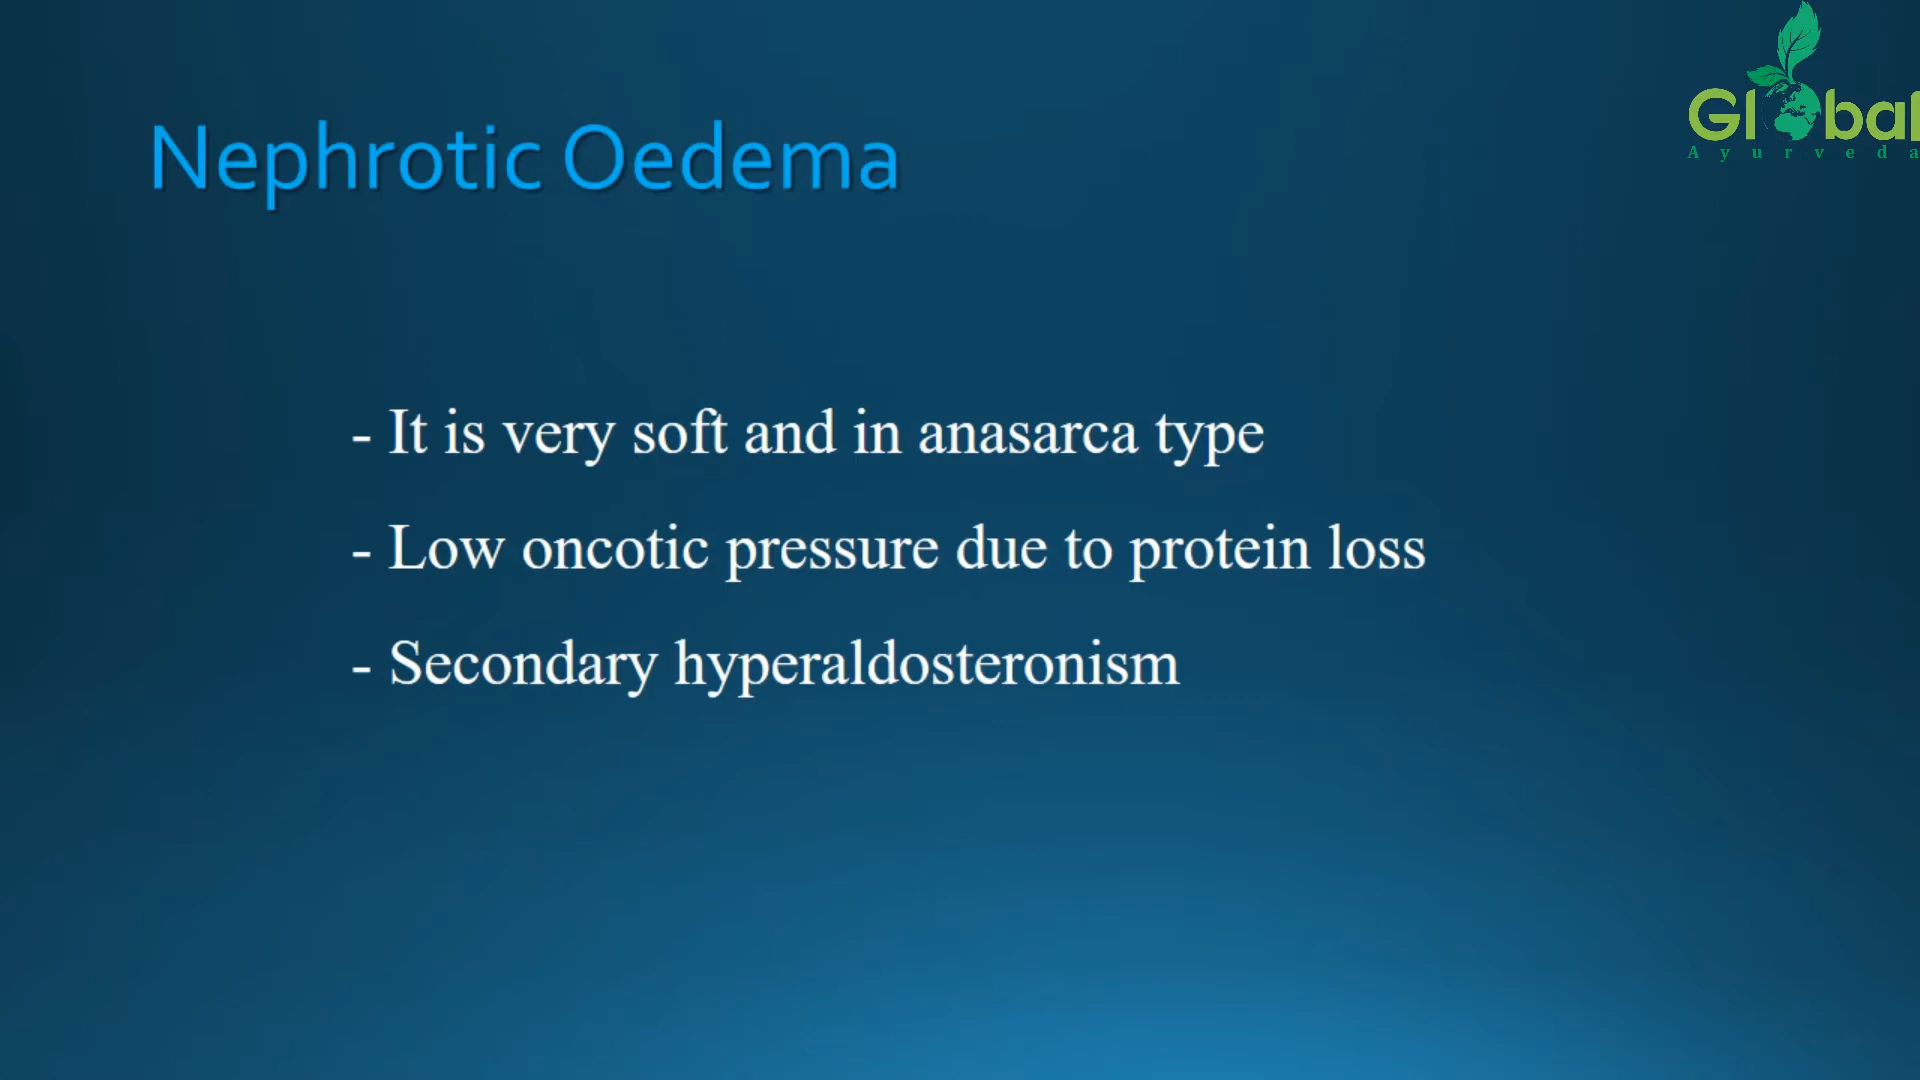 Global
Ayurveda
Nephrotic Oedema
- It is very soft and in anasarca type
- Low oncotic pressure due to protein loss
- Secondary hyperaldosteronism